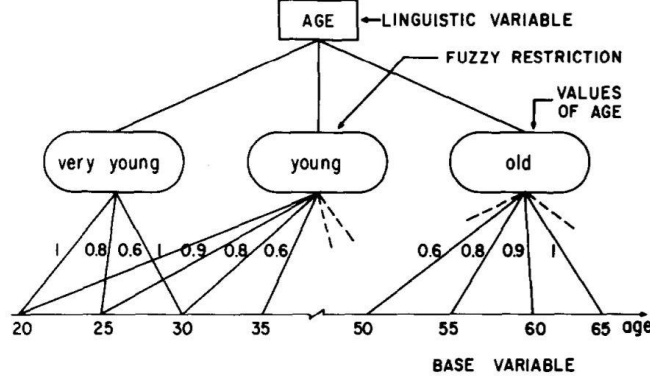 AGE LINGUISTIC VARIABLE
FUZZY RESTRICTION
VALUES
OF AGE
very young young old
1 0.8 0.6 1 0.9 0.8 0.6 0.6 0.8 0.9 1
20 25 30 35 50 55 60 65 age
BASE VARIABLE